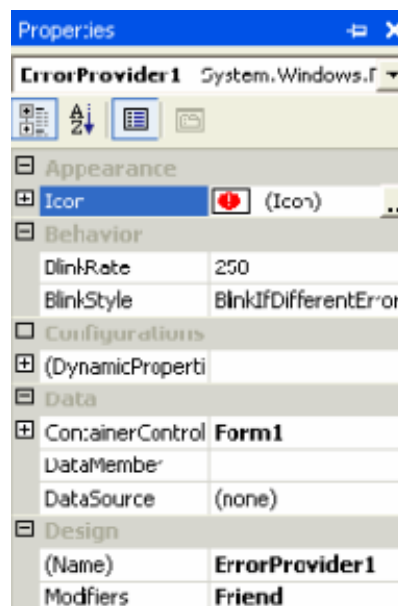 Properties
ErrorProvider1 System.Windows.F
Appearance
Icon (Icon) ...
Behavior
BlinkRate 250
BlinkStyle BlinkIfDifferentError
Configurations
(DynamicProperti
Data
ContainerControl Form1
DataMember
DataSource (none)
Design
(Name) ErrorProvider1
Modifiers Friend